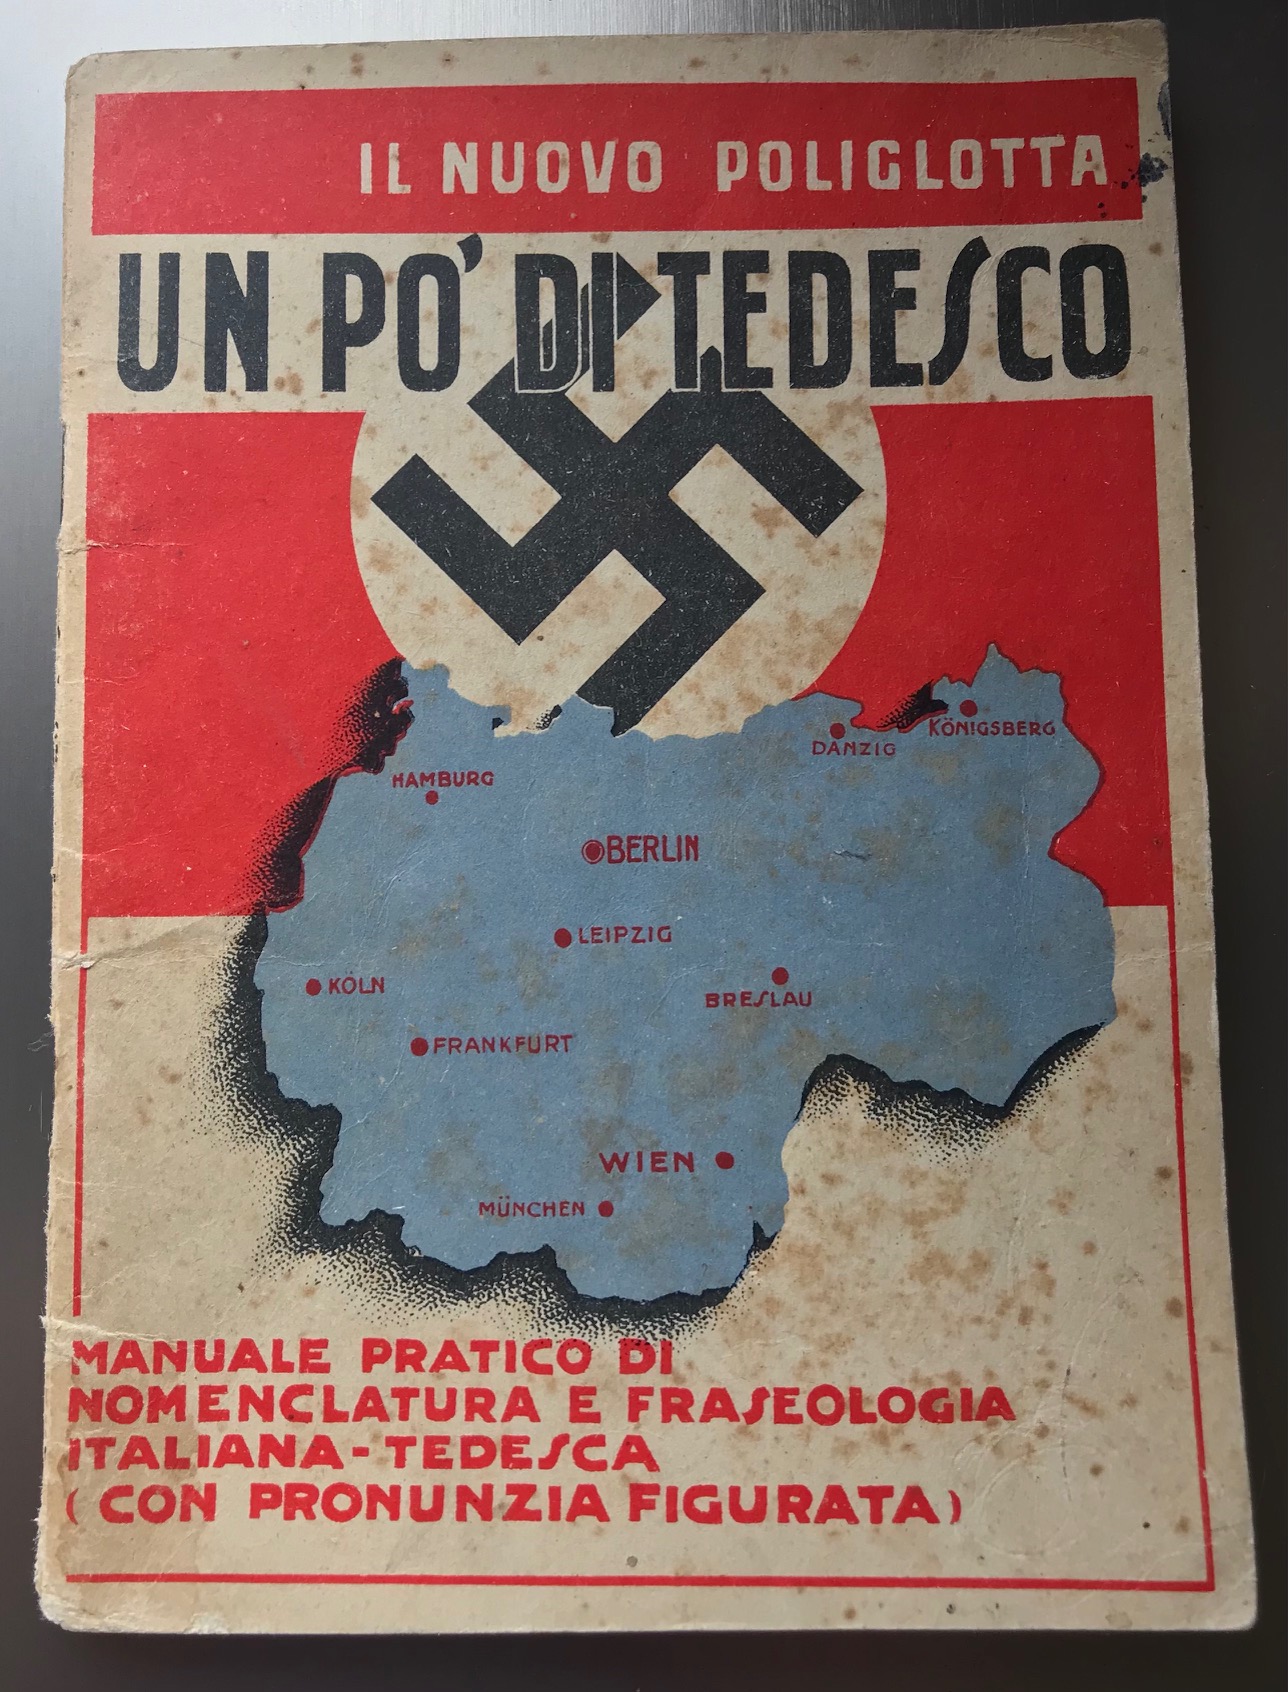 IL NUOVO POLIGLOTTA
UN PO' DI TEDESCO
KÖNIGSBERG
DANZIG
HAMBURG
BERLIN
LEIPZIG
KÖLN
BRESLAU
FRANKFURT
WIEN
MÜNCHEN
MANUALE PRATICO DI
NOMENCLATURA E FRASEOLOGIA
ITALIANA-TEDESCA
(CON PRONUNZIA FIGURATA)